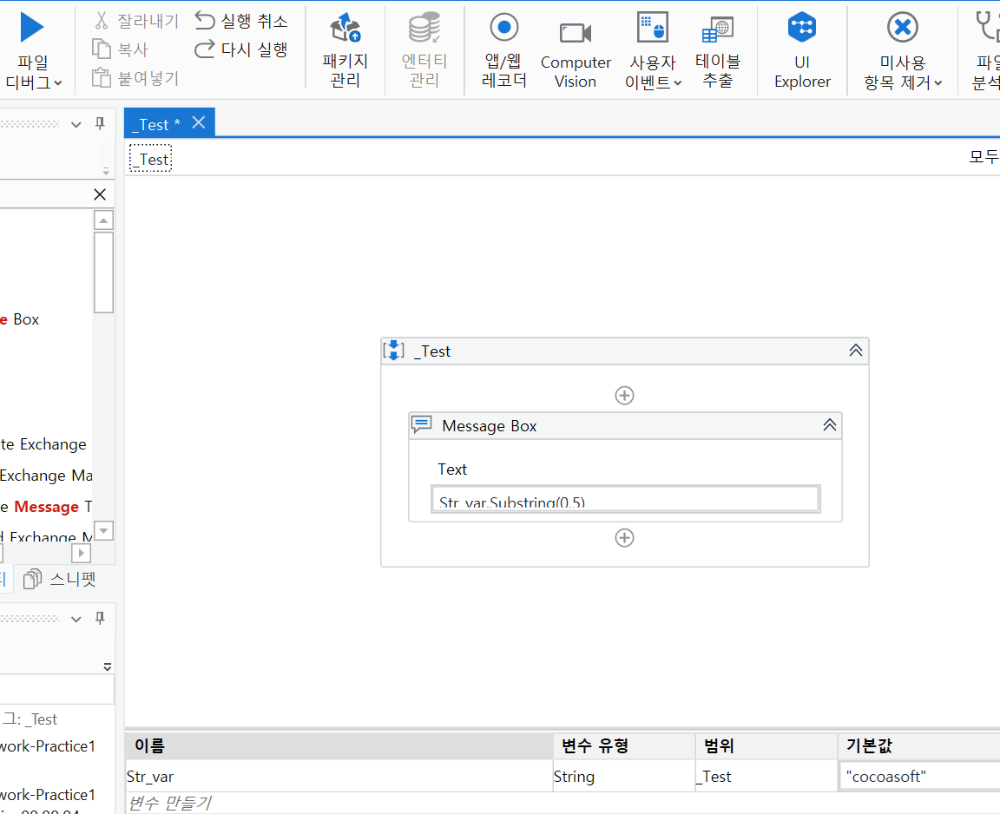 파일
디버그
잘라내기
복사
붙여넣기
실행 취소
다시 실행
패키지
관리
엔터티
관리
앱/웹
레코더
Computer
Vision
사용자
이벤트
테이블
추출
UI
Explorer
미사용
항목 제거
파일
분석
_Test *
_Test
모두
e Box
te Exchange
Exchange Ma
e Message T
d Exchange M
스니펫
그: _Test
work-Practice1
work-Practice1
_Test
Message Box
Text
Str_var.Substring(0,5)
이름 변수 유형 범위 기본값
Str_var String _Test "cocoasoft"
변수 만들기